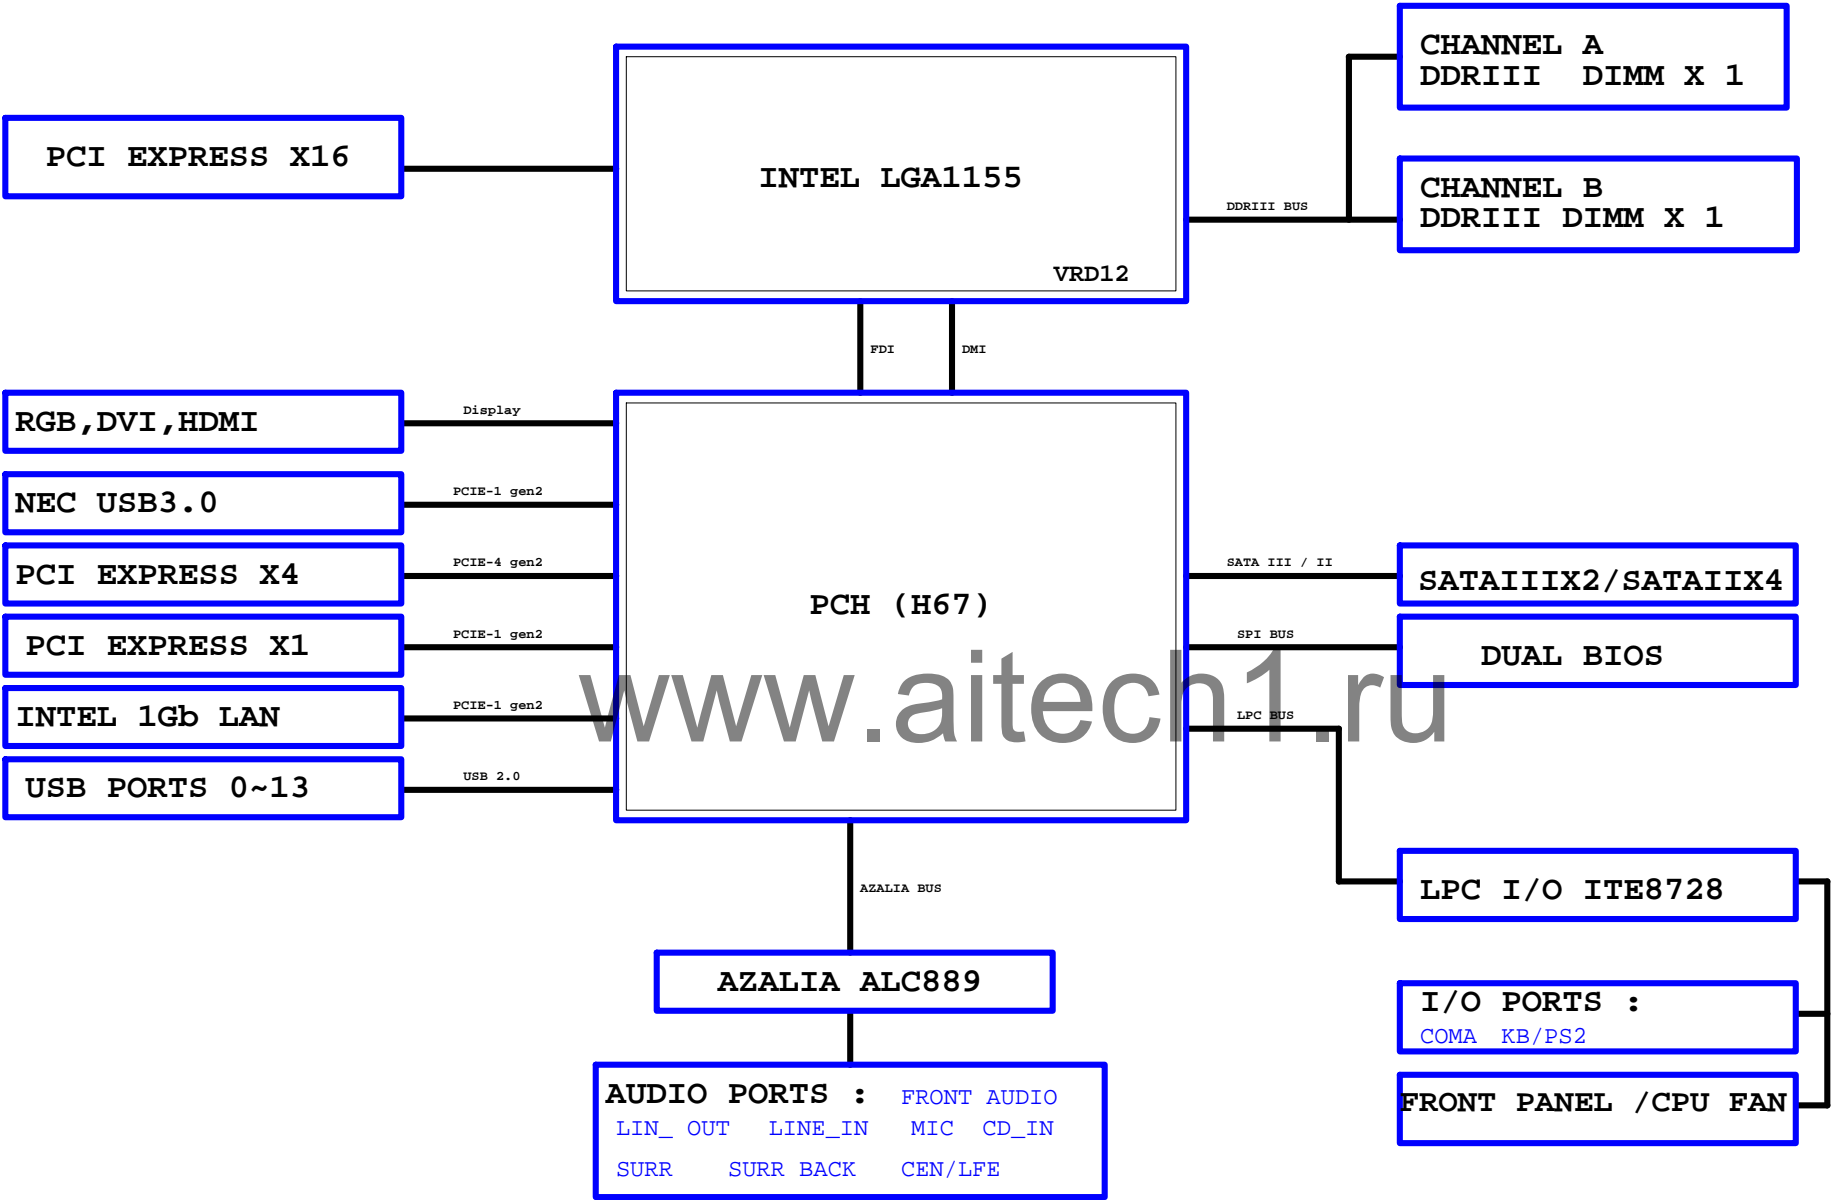 CHANNEL A
DDRIII DIMM X 1
PCI EXPRESS X16
INTEL LGA1155
VRD12
DDRIII BUS
CHANNEL B
DDRIII DIMM X 1
FDI
DMI
RGB,DVI,HDMI
Display
NEC USB3.0
PCIE-1 gen2
PCI EXPRESS X4
PCIE-4 gen2
PCI EXPRESS X1
PCIE-1 gen2
INTEL 1Gb LAN
PCIE-1 gen2
USB PORTS 0~13
USB 2.0
PCH (H67)
SATA III / II
SATAIIIX2/SATAIIX4
SPI BUS
DUAL BIOS
www.aitech1.ru
LPC BUS
LPC I/O ITE8728
AZALIA BUS
AZALIA ALC889
I/O PORTS :
COMA KB/PS2
FRONT PANEL /CPU FAN
AUDIO PORTS : FRONT AUDIO
LIN_ OUT LINE_IN MIC CD_IN
SURR SURR BACK CEN/LFE